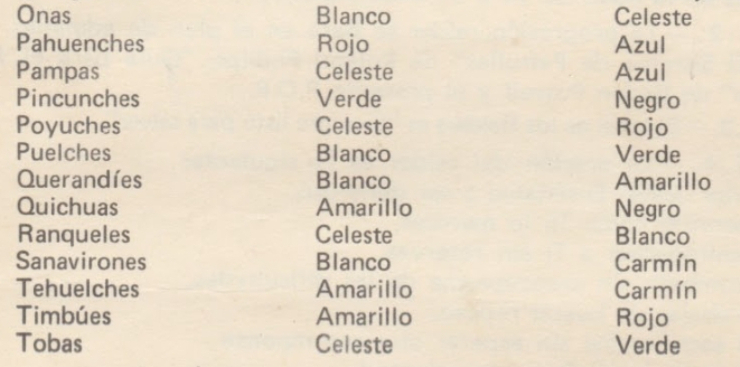 Onas Blanco Celeste
Pahuenches Rojo Azul
Pampas Celeste Azul
Pincunches Verde Negro
Poyuches Celeste Rojo
Puelches Blanco Verde
Querandíes Blanco Amarillo
Quichuas Amarillo Negro
Ranqueles Celeste Blanco
Sanavirones Blanco Carmín
Tehuelches Amarillo Carmín
Timbúes Amarillo Rojo
Tobas Celeste Verde